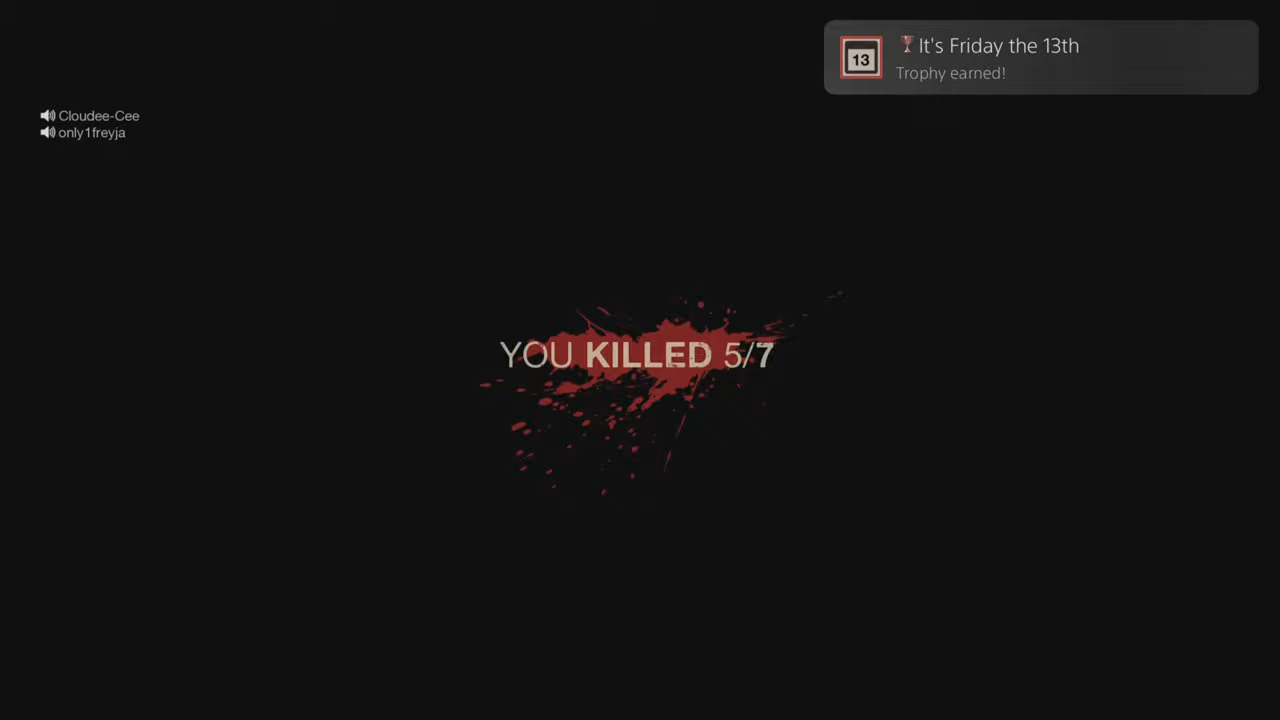 13
It's Friday the 13th
Trophy earned!
Cloudee-Cee
only1freyja
YOU KILLED 5/7